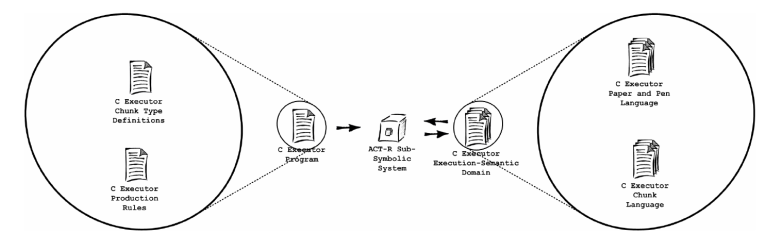 C Executor
Chunk Type
Definitions
C Executor
Production
Rules
C Executor
Program
ACT-R Sub-
Symbolic
System
C Executor
Execution-Semantic
Domain
C Executor
Paper and Pen
Language
C Executor
Chunk
Language